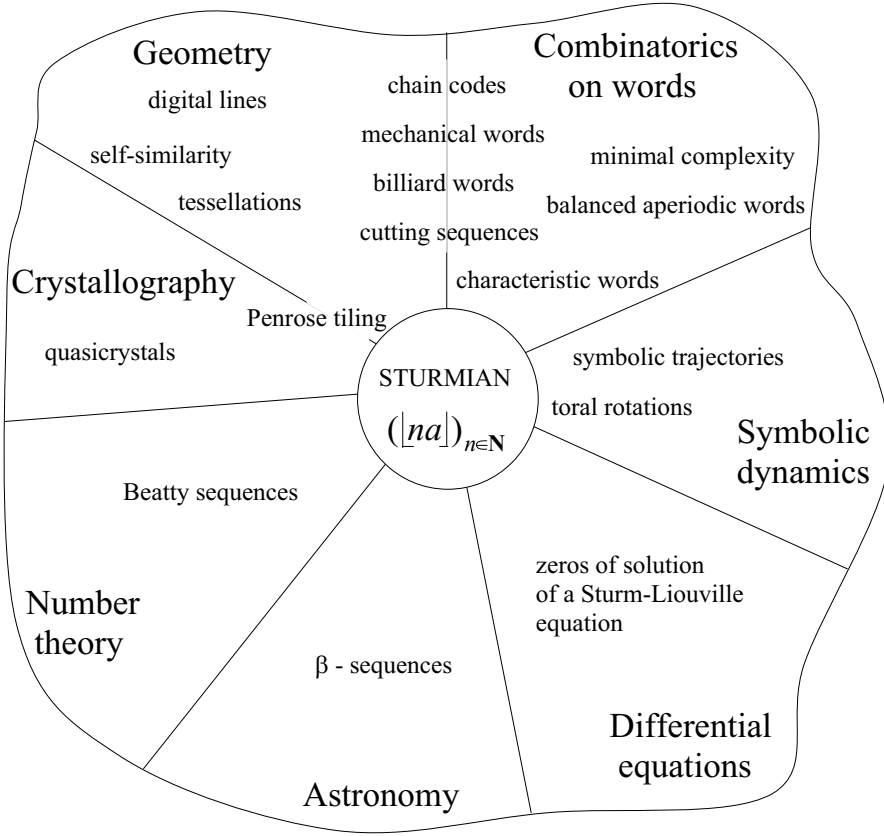 Geometry
digital lines
self-similarity
tessellations
chain codes
mechanical words
billiard words
cutting sequences
Combinatorics
on words
minimal complexity
balanced aperiodic words
characteristic words
Crystallography
Penrose tiling
quasicrystals
STURMIAN
(⌊na⌋)n∈N
symbolic trajectories
toral rotations
Symbolic
dynamics
Beatty sequences
Number
theory
β - sequences
Astronomy
zeros of solution
of a Sturm-Liouville
equation
Differential
equations